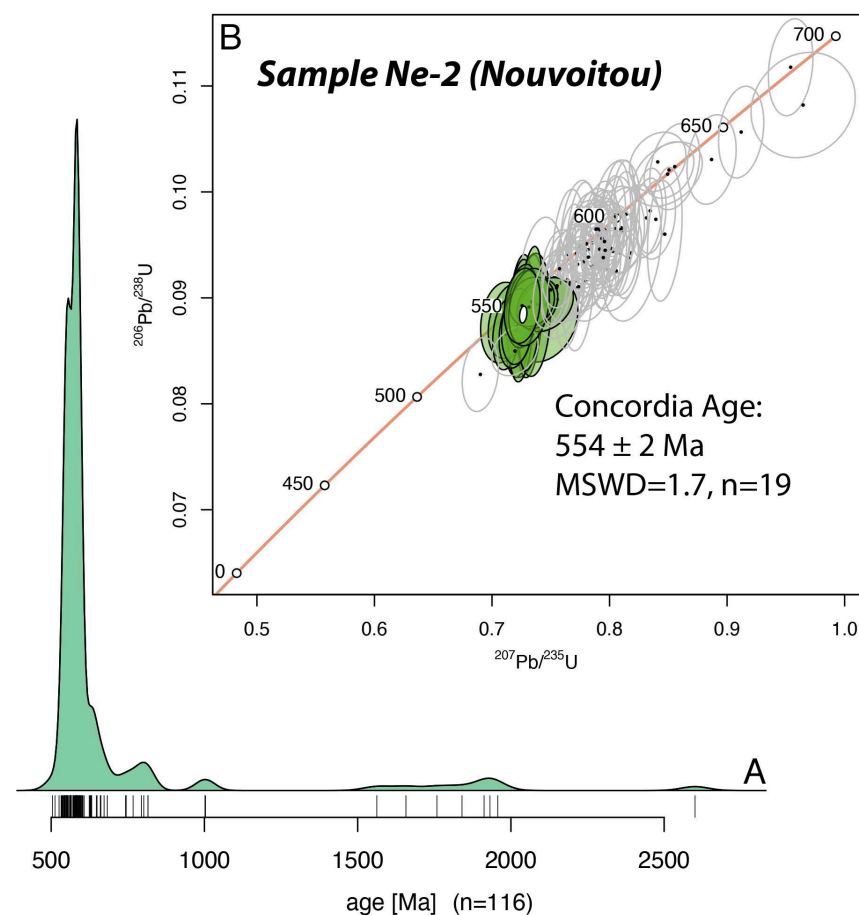 B
Sample Ne-2 (Nouvoitou)
700
650
600
550
500
450
0
0.11
0.10
0.09
0.08
0.07
²⁰⁶Pb/²³⁸U
Concordia Age:
554 ± 2 Ma
MSWD=1.7, n=19
0.5 0.6 0.7 0.8 0.9 1.0
²⁰⁷Pb/²³⁵U
A
500 1000 1500 2000 2500
age [Ma] (n=116)